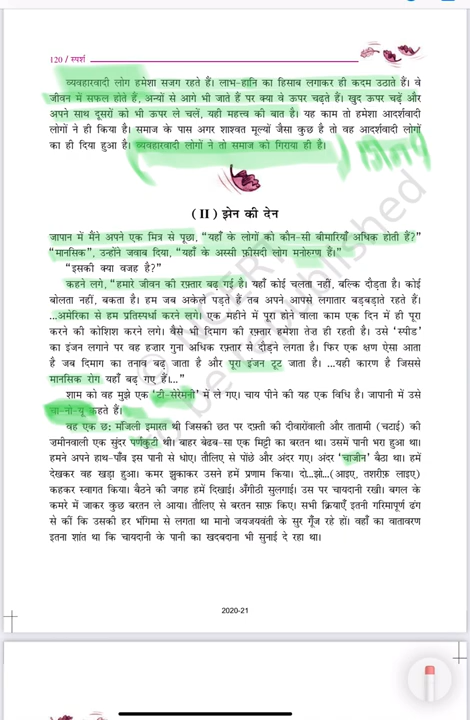 120 / स्पर्श
व्यवहारवादी लोग हमेशा सजग रहते हैं। लाभ-हानि का हिसाब लगाकर ही कदम उठाते हैं। वे
जीवन में सफल होते हैं, अन्यों से आगे भी जाते हैं पर क्या वे ऊपर चढ़ते हैं। खुद ऊपर चढ़ें और
अपने साथ दूसरों को भी ऊपर ले चलें, यही महत्त्व की बात है। यह काम तो हमेशा आदर्शवादी
लोगों ने ही किया है। समाज के पास अगर शाश्वत मूल्यों जैसा कुछ है तो वह आदर्शवादी लोगों
का ही दिया हुआ है। व्यवहारवादी लोगों ने तो समाज को गिराया ही है।
(II) झेन की देन
जापान में मैंने अपने एक मित्र से पूछा, “यहाँ के लोगों को कौन-सी बीमारियाँ अधिक होती हैं?”
“मानसिक”, उन्होंने जवाब दिया, “यहाँ के अस्सी फ़ीसदी लोग मनोरुग्ण हैं।”
“इसकी क्या वजह है?”
कहने लगे, “हमारे जीवन की रफ़्तार बढ़ गई है। यहाँ कोई चलता नहीं, बल्कि दौड़ता है। कोई
बोलता नहीं, बकता है। हम जब अकेले पड़ते हैं तब अपने आपसे लगातार बड़बड़ाते रहते हैं।
...अमेरिका से हम प्रतिस्पर्धा करने लगे। एक महीने में पूरा होने वाला काम एक दिन में ही पूरा
करने की कोशिश करने लगे। वैसे भी दिमाग की रफ़्तार हमेशा तेज़ ही रहती है। उसे ‘स्पीड’
का इंजन लगाने पर वह हज़ार गुना अधिक रफ़्तार से दौड़ने लगता है। फिर एक क्षण ऐसा आता
है जब दिमाग का तनाव बढ़ जाता है और पूरा इंजन टूट जाता है। ...यही कारण है जिससे
मानसिक रोग यहाँ बढ़ गए हैं।...”
शाम को वह मुझे एक ‘टी-सेरेमनी’ में ले गए। चाय पीने की यह एक विधि है। जापानी में उसे
चा-नो-यू कहते हैं।
वह एक छः मंजिली इमारत थी जिसकी छत पर दफ़्ती की दीवारोंवाली और तातामी (चटाई) की
ज़मीनवाली एक सुंदर पर्णकुटी थी। बाहर बेढब-सा एक मिट्टी का बरतन था। उसमें पानी भरा हुआ था।
हमने अपने हाथ-पाँव इस पानी से धोए। तौलिए से पोंछे और अंदर गए। अंदर ‘चाजीन’ बैठा था। हमें
देखकर वह खड़ा हुआ। कमर झुकाकर उसने हमें प्रणाम किया। दो...झो...(आइए, तशरीफ़ लाइए)
कहकर स्वागत किया। बैठने की जगह हमें दिखाई। अँगीठी सुलगाई। उस पर चायदानी रखी। बगल के
कमरे में जाकर कुछ बरतन ले आया। तौलिए से बरतन साफ़ किए। सभी क्रियाएँ इतनी गरिमापूर्ण ढंग
से कीं कि उसकी हर भंगिमा से लगता था मानो जयजयवंती के सुर गूँज रहे हों। वहाँ का वातावरण
इतना शांत था कि चायदानी के पानी का खदबदाना भी सुनाई दे रहा था।
2020-21